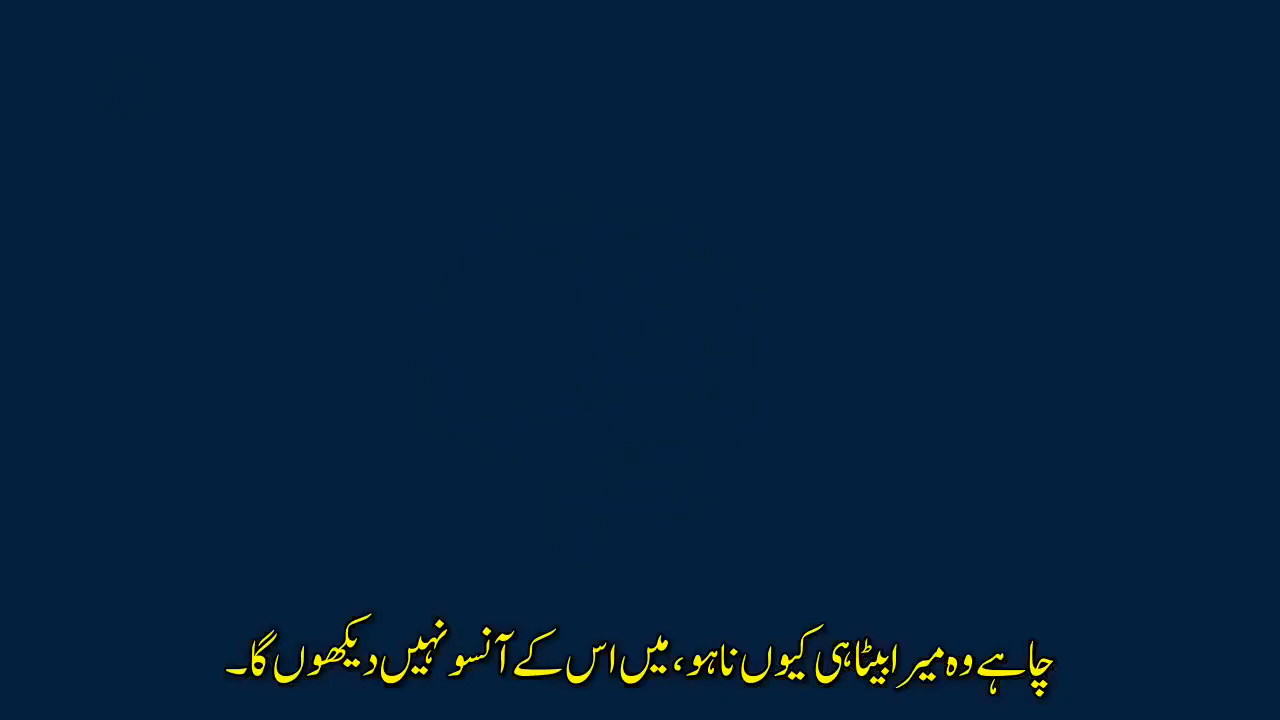 چاہے وہ میرا بیٹا ہی کیوں نا ہو، میں اس کے آنسو نہیں دیکھوں گا۔